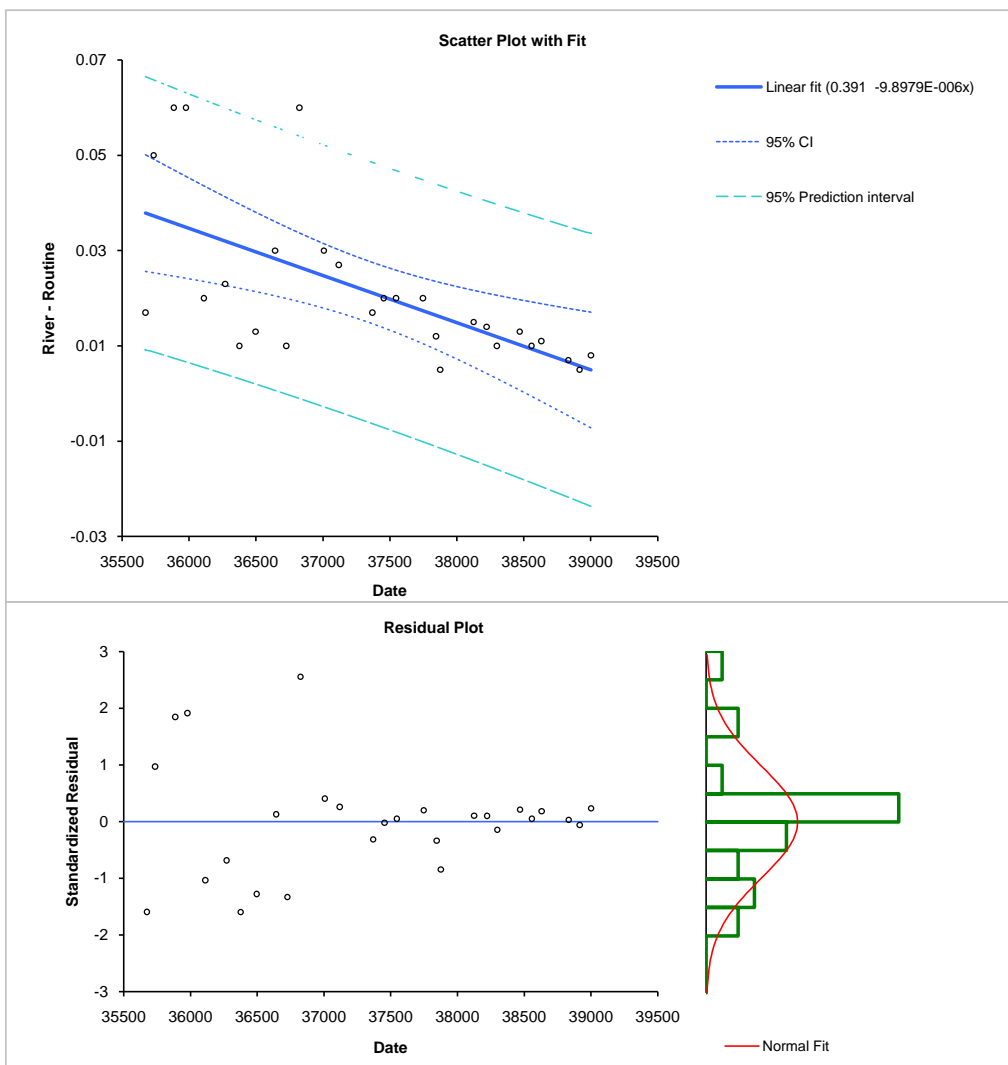 Scatter Plot with Fit
0.07
0.05
0.03
0.01
-0.01
-0.03
River - Routine
35500 36000 36500 37000 37500 38000 38500 39000 39500
Date
Linear fit (0.391 -9.8979E-006x)
95% CI
95% Prediction interval
Residual Plot
3
2
1
0
-1
-2
-3
Standardized Residual
35500 36000 36500 37000 37500 38000 38500 39000 39500
Date
Normal Fit